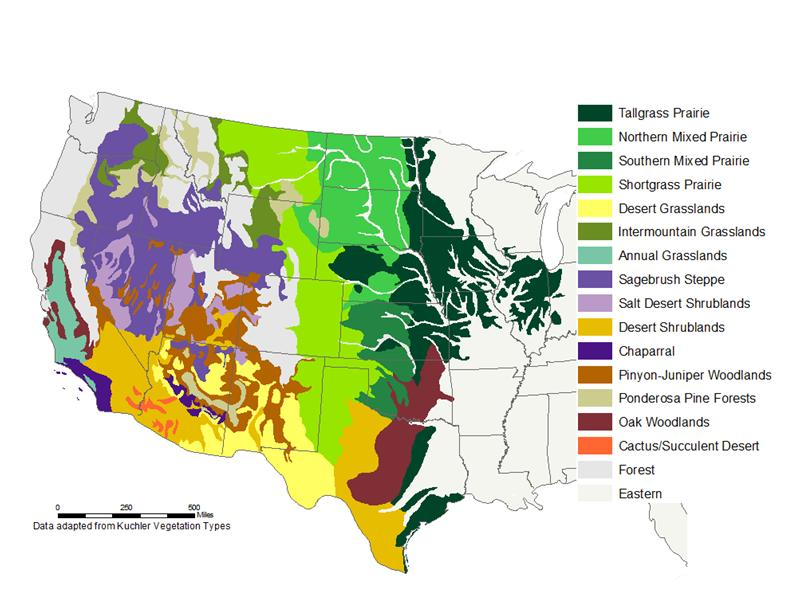 Tallgrass Prairie
Northern Mixed Prairie
Southern Mixed Prairie
Shortgrass Prairie
Desert Grasslands
Intermountain Grasslands
Annual Grasslands
Sagebrush Steppe
Salt Desert Shrublands
Desert Shrublands
Chaparral
Pinyon-Juniper Woodlands
Ponderosa Pine Forests
Oak Woodlands
Cactus/Succulent Desert
Forest
Eastern
0 250 500
Miles
Data adapted from Kuchler Vegetation Types